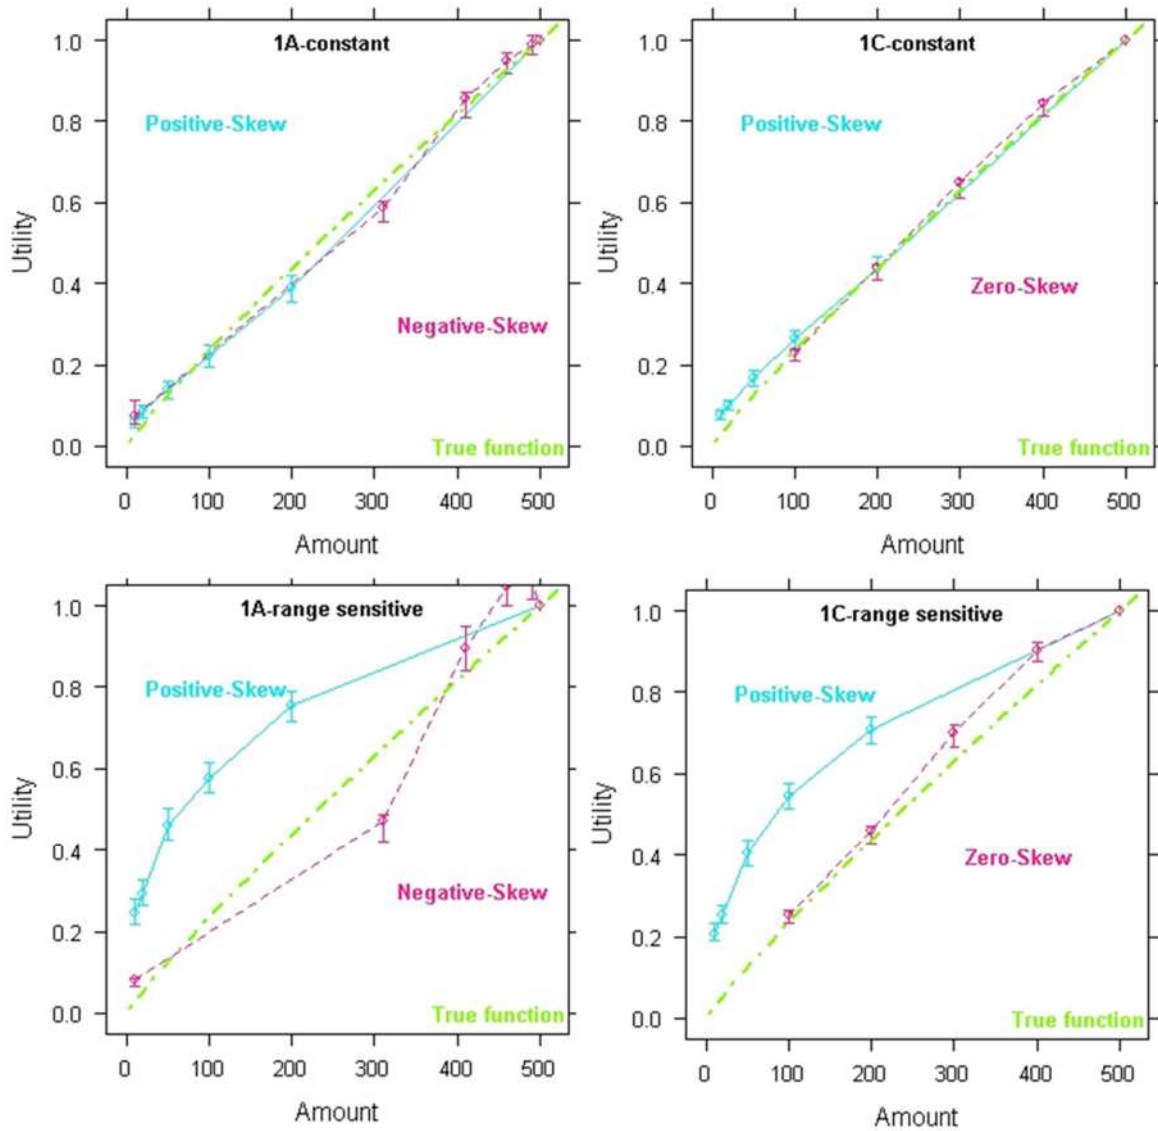 1A-constant
1.0
0.8
0.6
0.4
0.2
0.0
Utility
Positive-Skew
Negative-Skew
True function
0 100 200 300 400 500
Amount
1C-constant
1.0
0.8
0.6
0.4
0.2
0.0
Utility
Positive-Skew
Zero-Skew
True function
0 100 200 300 400 500
Amount
1A-range sensitive
1.0
0.8
0.6
0.4
0.2
0.0
Utility
Positive-Skew
Negative-Skew
True function
0 100 200 300 400 500
Amount
1C-range sensitive
1.0
0.8
0.6
0.4
0.2
0.0
Utility
Positive-Skew
Zero-Skew
True function
0 100 200 300 400 500
Amount